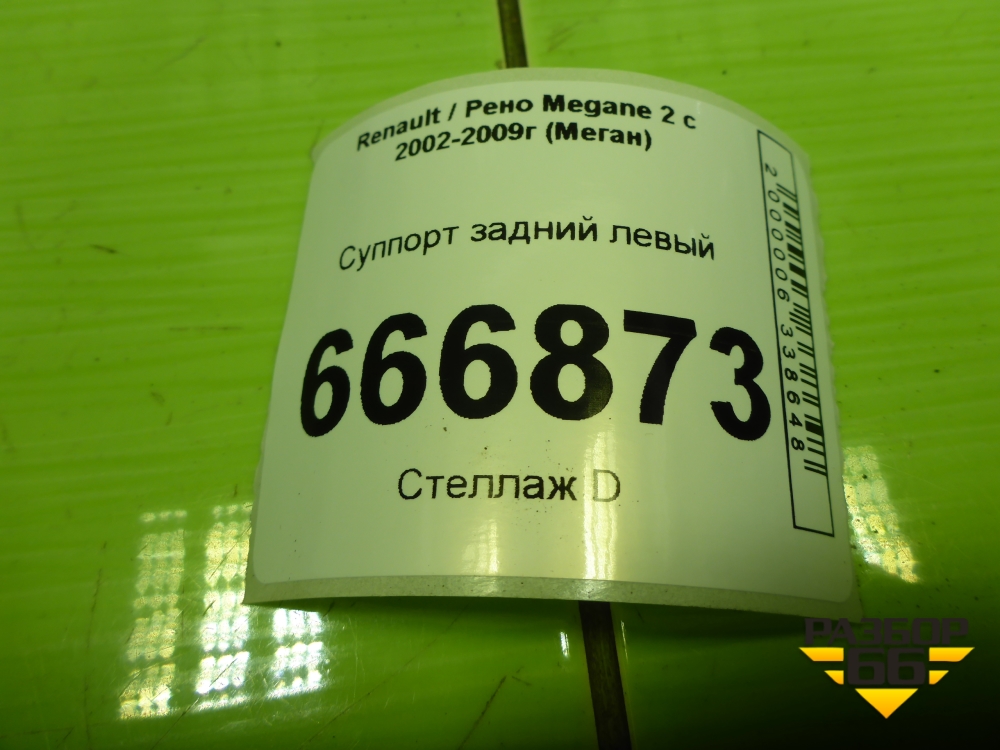 Renault / Рено Megane 2 с
2002-2009г (Меган)
Суппорт задний левый
666873
Стеллаж D
2000006338648
РАЗБОР
66